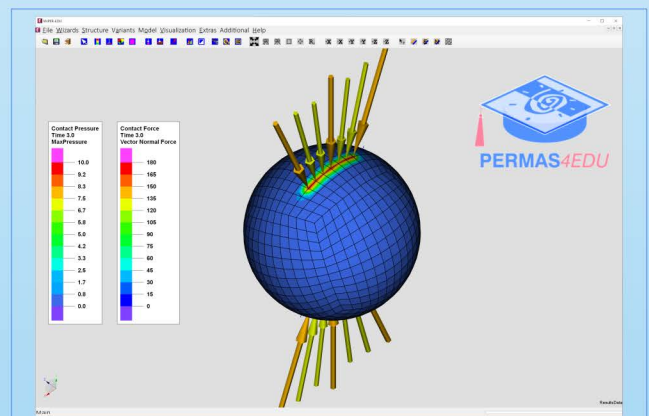 File Wizards Structure Variants Model Visualization Extras Additional Help
Contact Pressure
Time 3.0
MaxPressure
10.0
9.2
8.3
7.5
6.7
5.8
5.0
4.2
3.3
2.5
1.7
0.8
0.0
Contact Force
Time 3.0
Vector Normal Force
180
165
150
135
120
105
90
75
60
45
30
15
0
PERMAS4EDU
ResultsData
Main